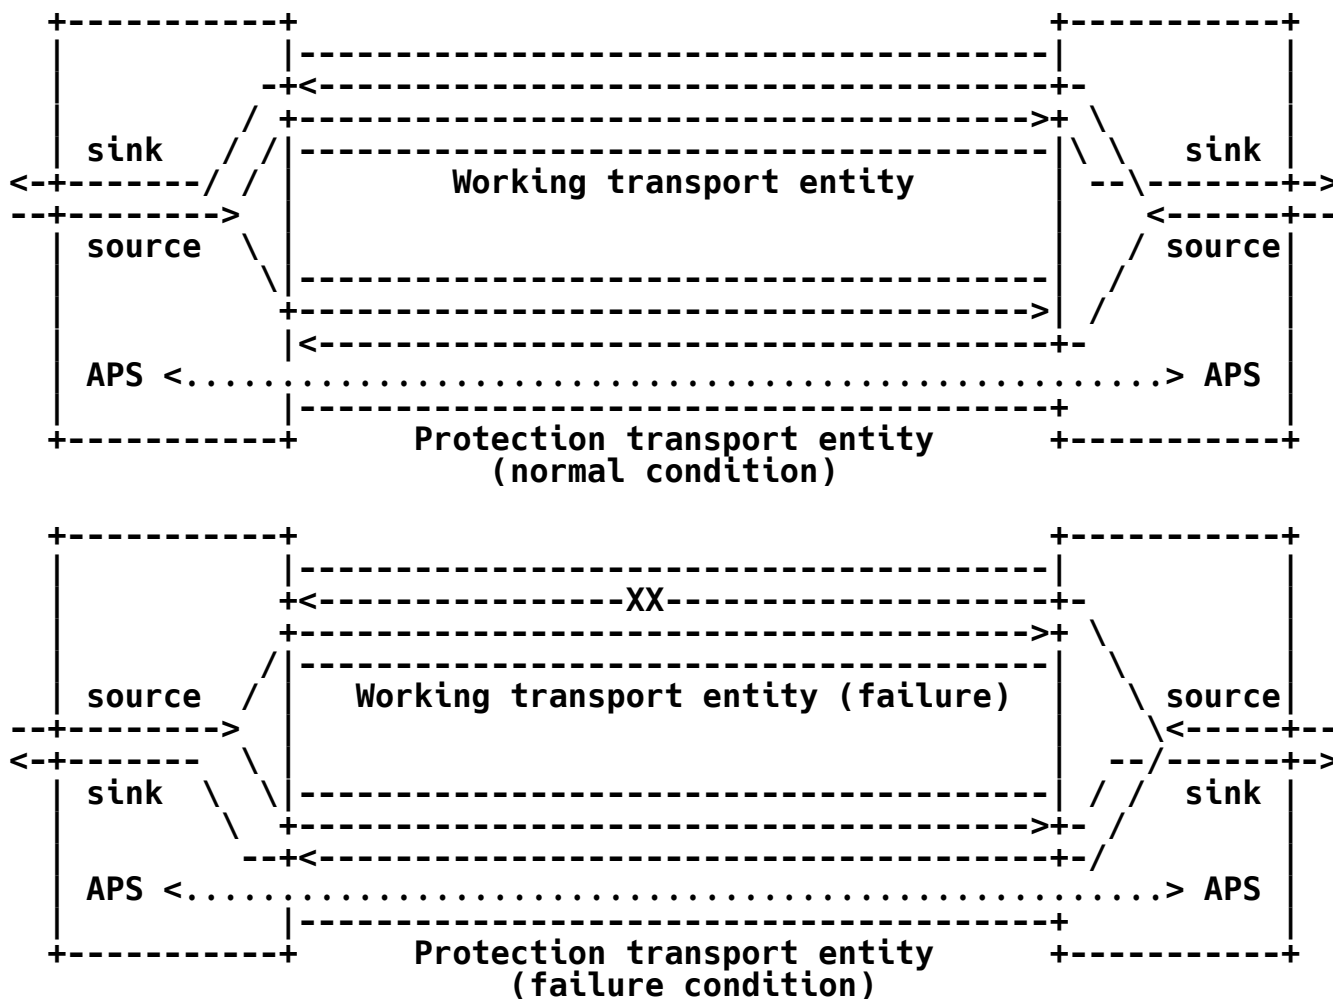 sink sink
Working transport entity
source source
APS APS
Protection transport entity
(normal condition)
XX
source Working transport entity (failure) source
sink sink
APS APS
Protection transport entity
(failure condition)